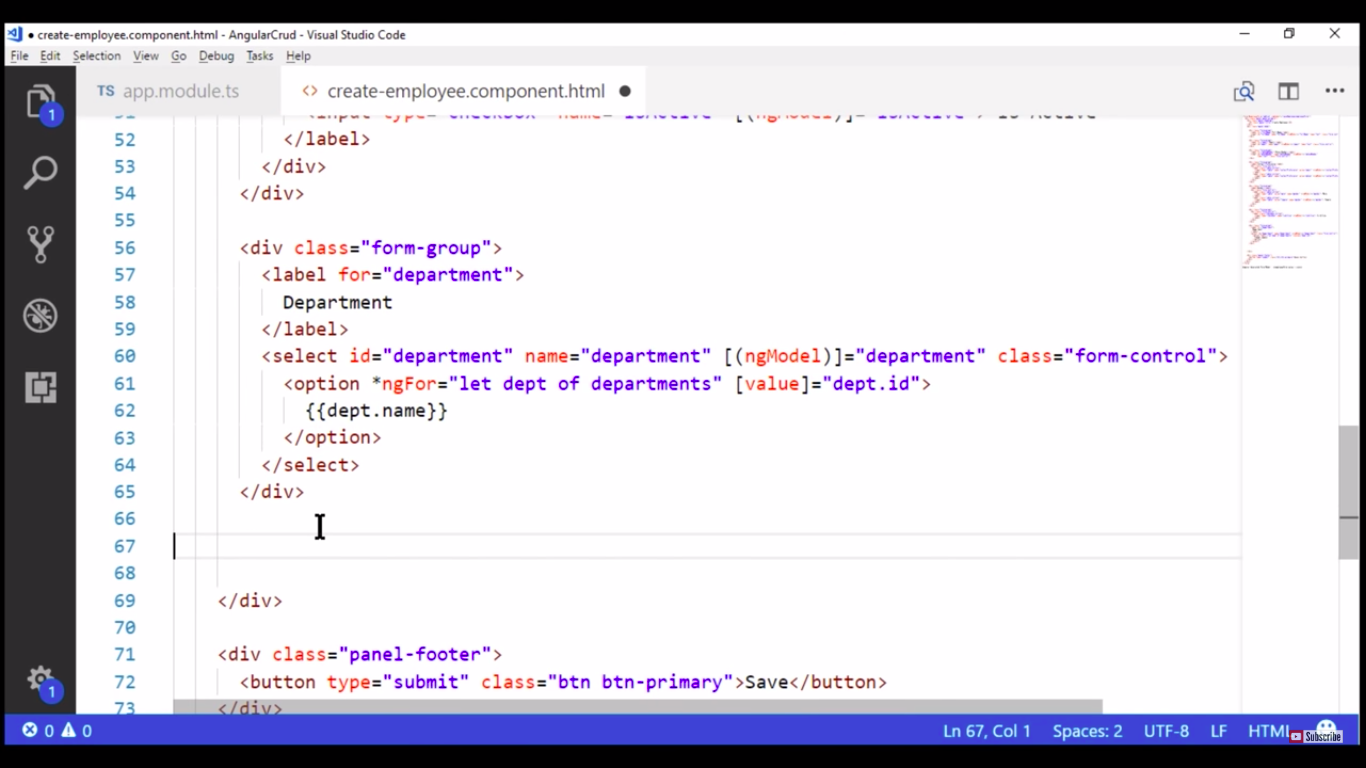 create-employee.component.html - AngularCrud - Visual Studio Code
File Edit Selection View Go Debug Tasks Help
TS app.module.ts <> create-employee.component.html
52 </label>
53 </div>
54 </div>
55
56 <div class="form-group">
57 <label for="department">
58 Department
59 </label>
60 <select id="department" name="department" [(ngModel)]="department" class="form-control">
61 <option *ngFor="let dept of departments" [value]="dept.id">
62 {{dept.name}}
63 </option>
64 </select>
65 </div>
66
67
68
69 </div>
70
71 <div class="panel-footer">
72 <button type="submit" class="btn btn-primary">Save</button>
73 </div>
1
1
0 0 Ln 67, Col 1 Spaces: 2 UTF-8 LF HTML
Subscribe